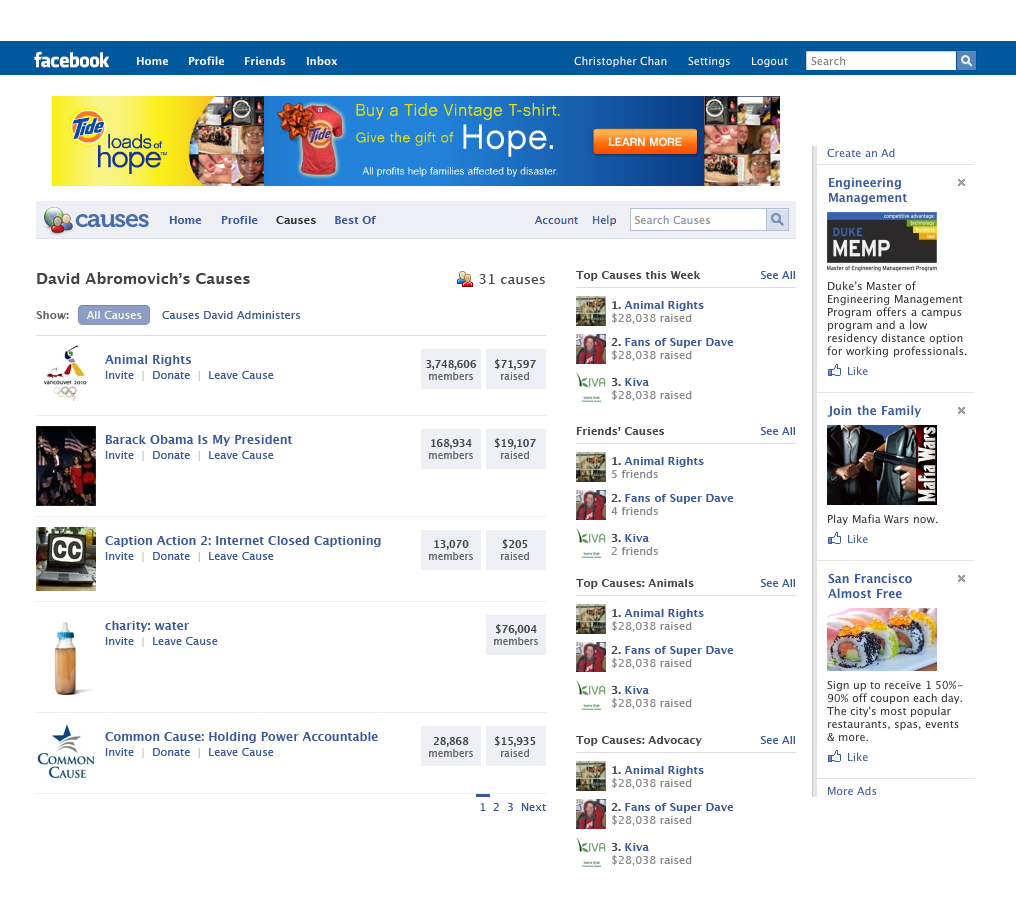 facebook Home Profile Friends Inbox Christopher Chan Settings Logout Search
Tide loads of hope™
Buy a Tide Vintage T-shirt.
Give the gift of Hope.
All profits help families affected by disaster.
Tide
LEARN MORE
causes Home Profile Causes Best Of Account Help Search Causes
David Abromovich’s Causes 31 causes
Show: All Causes Causes David Administers
vancouver 2010
Animal Rights
Invite | Donate | Leave Cause
3,748,606 members
$71,597 raised
Barack Obama Is My President
Invite | Donate | Leave Cause
168,934 members
$19,107 raised
CC
Caption Action 2: Internet Closed Captioning
Invite | Donate | Leave Cause
13,070 members
$205 raised
charity: water
Invite | Leave Cause
$76,004 members
COMMON CAUSE
Common Cause: Holding Power Accountable
Invite | Donate | Leave Cause
28,868 members
$15,935 raised
1 2 3 Next
Top Causes this Week See All
1. Animal Rights
$28,038 raised
2. Fans of Super Dave
$28,038 raised
KIVA
3. Kiva
$28,038 raised
Friends’ Causes See All
1. Animal Rights
5 friends
2. Fans of Super Dave
4 friends
KIVA
3. Kiva
2 friends
Top Causes: Animals See All
1. Animal Rights
$28,038 raised
2. Fans of Super Dave
$28,038 raised
KIVA
3. Kiva
$28,038 raised
Top Causes: Advocacy See All
1. Animal Rights
$28,038 raised
2. Fans of Super Dave
$28,038 raised
KIVA
3. Kiva
$28,038 raised
Create an Ad
Engineering
Management
competitive advantage:
Technology
Business
law
DUKE
MEMP
Master of Engineering Management Program
Duke’s Master of
Engineering Management
Program offers a campus
program and a low
residency distance option
for working professionals.
Like
Join the Family
Mafia Wars
Play Mafia Wars now.
Like
San Francisco
Almost Free
Sign up to receive 1 50%-
90% off coupon each day.
The city’s most popular
restaurants, spas, events
& more.
Like
More Ads